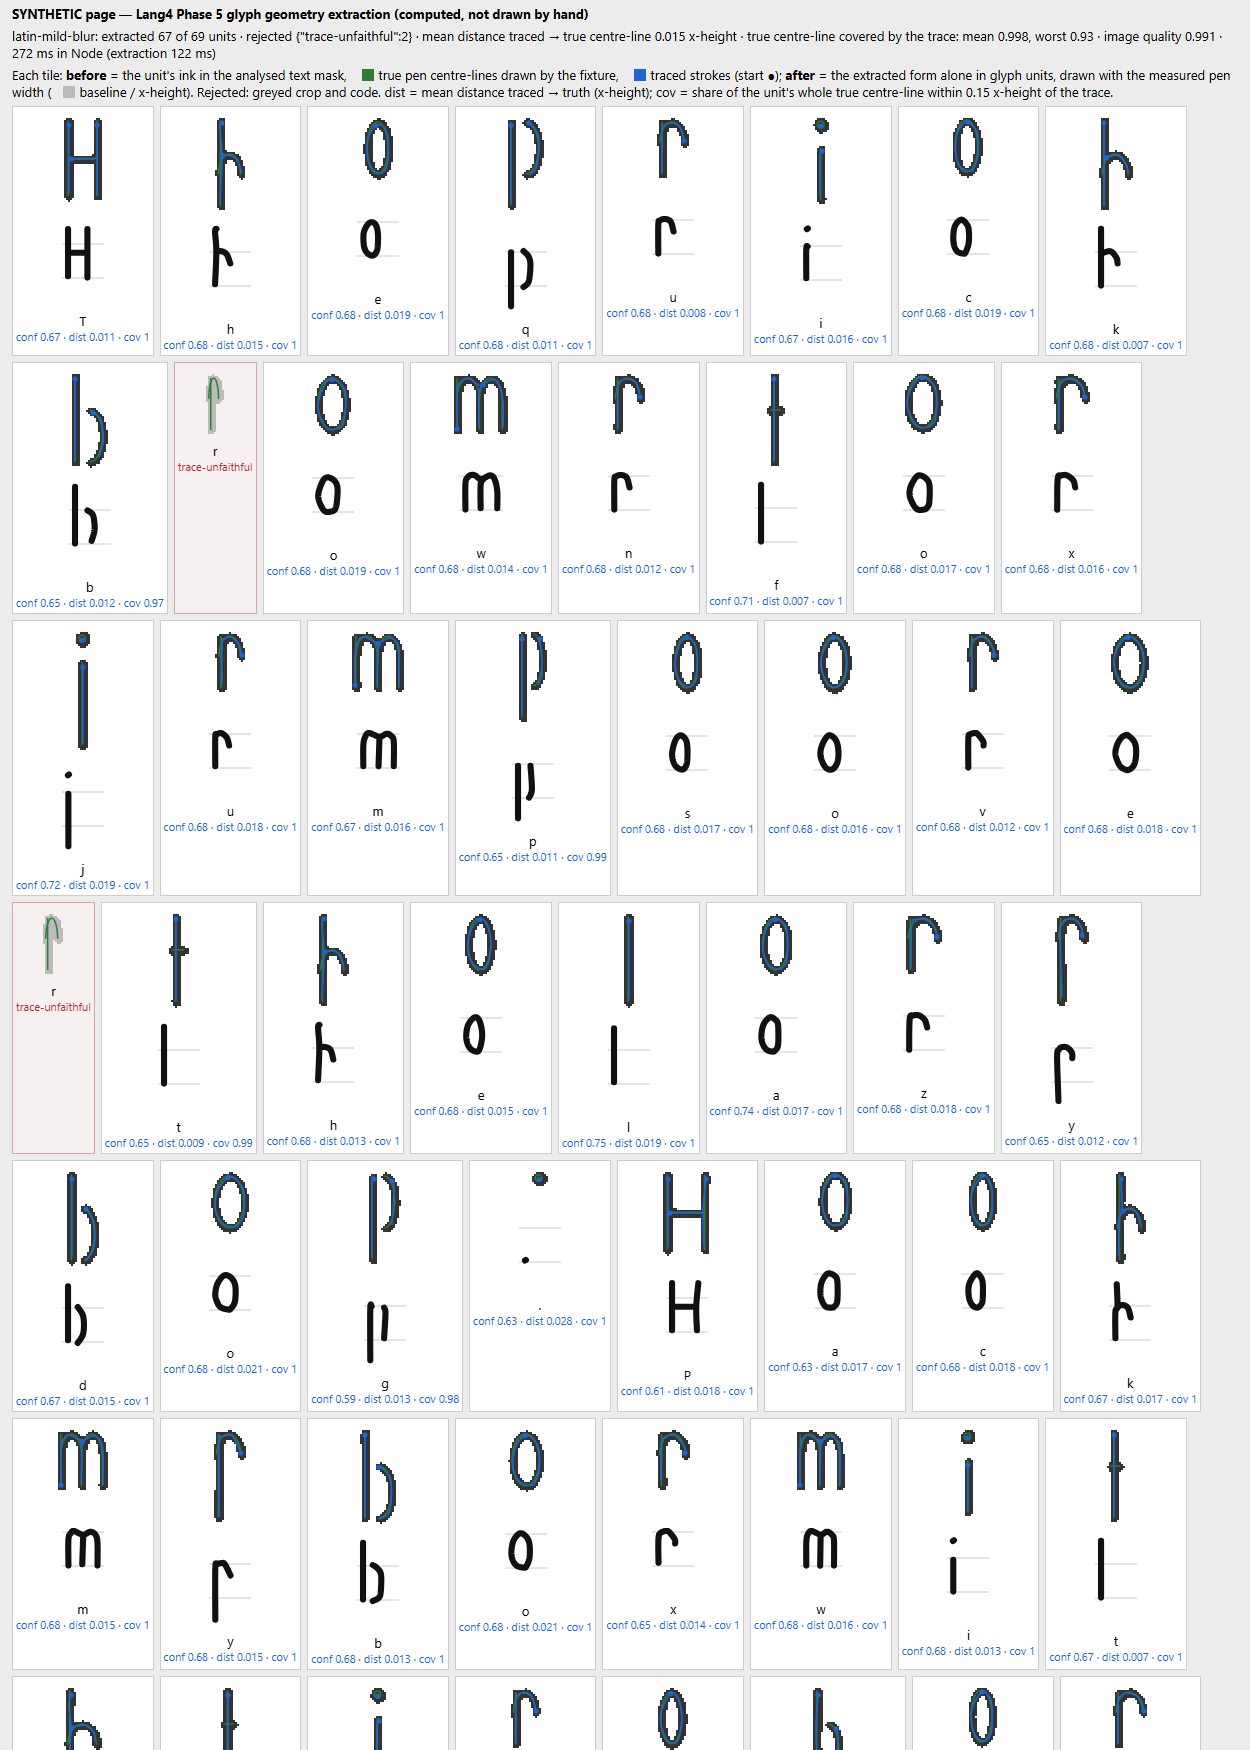 SYNTHETIC page — Lang4 Phase 5 glyph geometry extraction (computed, not drawn by hand)
latin-mild-blur: extracted 67 of 69 units · rejected {"trace-unfaithful":2} · mean distance traced → true centre-line 0.015 x-height · true centre-line covered by the trace: mean 0.998, worst 0.93 · image quality 0.991 ·
272 ms in Node (extraction 122 ms)
Each tile: before = the unit's ink in the analysed text mask, true pen centre-lines drawn by the fixture, traced strokes (start ●); after = the extracted form alone in glyph units, drawn with the measured pen
width ( baseline / x-height). Rejected: greyed crop and code. dist = mean distance traced → truth (x-height); cov = share of the unit's whole true centre-line within 0.15 x-height of the trace.
T h e q u i c k
conf 0.67 · dist 0.011 · cov 1 conf 0.68 · dist 0.015 · cov 1 conf 0.68 · dist 0.019 · cov 1 conf 0.68 · dist 0.011 · cov 1 conf 0.68 · dist 0.008 · cov 1 conf 0.67 · dist 0.016 · cov 1 conf 0.68 · dist 0.019 · cov 1 conf 0.68 · dist 0.007 · cov 1
b r o w n f o x
conf 0.65 · dist 0.012 · cov 0.97 trace-unfaithful conf 0.68 · dist 0.019 · cov 1 conf 0.68 · dist 0.014 · cov 1 conf 0.68 · dist 0.012 · cov 1 conf 0.71 · dist 0.007 · cov 1 conf 0.68 · dist 0.017 · cov 1 conf 0.68 · dist 0.016 · cov 1
j u m p s o v e
conf 0.72 · dist 0.019 · cov 1 conf 0.68 · dist 0.018 · cov 1 conf 0.67 · dist 0.016 · cov 1 conf 0.65 · dist 0.011 · cov 0.99 conf 0.68 · dist 0.017 · cov 1 conf 0.68 · dist 0.016 · cov 1 conf 0.68 · dist 0.012 · cov 1 conf 0.68 · dist 0.018 · cov 1
r t h e l a z y
trace-unfaithful conf 0.65 · dist 0.009 · cov 0.99 conf 0.68 · dist 0.013 · cov 1 conf 0.68 · dist 0.015 · cov 1 conf 0.75 · dist 0.019 · cov 1 conf 0.74 · dist 0.017 · cov 1 conf 0.68 · dist 0.018 · cov 1 conf 0.65 · dist 0.012 · cov 1
d o g . P a c k
conf 0.67 · dist 0.015 · cov 1 conf 0.68 · dist 0.021 · cov 1 conf 0.59 · dist 0.013 · cov 0.98 conf 0.63 · dist 0.028 · cov 1 conf 0.61 · dist 0.018 · cov 1 conf 0.63 · dist 0.017 · cov 1 conf 0.68 · dist 0.018 · cov 1 conf 0.67 · dist 0.017 · cov 1
m y b o x w i t
conf 0.68 · dist 0.015 · cov 1 conf 0.68 · dist 0.015 · cov 1 conf 0.68 · dist 0.013 · cov 1 conf 0.68 · dist 0.021 · cov 1 conf 0.65 · dist 0.014 · cov 1 conf 0.68 · dist 0.016 · cov 1 conf 0.68 · dist 0.013 · cov 1 conf 0.67 · dist 0.007 · cov 1